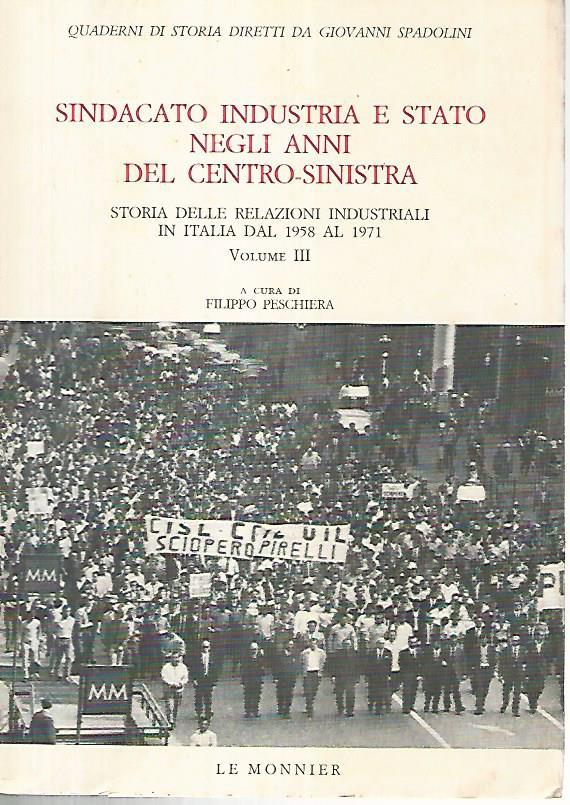 QUADERNI DI STORIA DIRETTI DA GIOVANNI SPADOLINI
SINDACATO INDUSTRIA E STATO
NEGLI ANNI
DEL CENTRO-SINISTRA
STORIA DELLE RELAZIONI INDUSTRIALI
IN ITALIA DAL 1958 AL 1971
VOLUME III
A CURA DI
FILIPPO PESCHIERA
CISL CGIL UIL
SCIOPERO PIRELLI
MM
MM
LE MONNIER